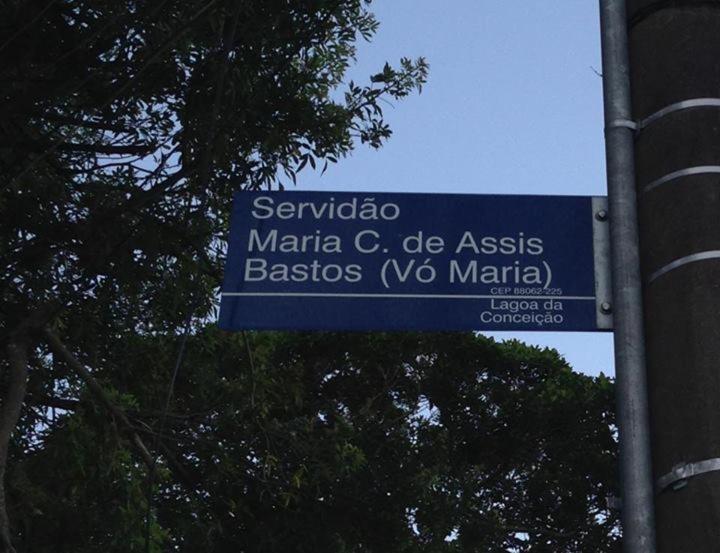 Servidão
Maria C. de Assis
Bastos (Vó Maria)
CEP 88062-225
Lagoa da
Conceição